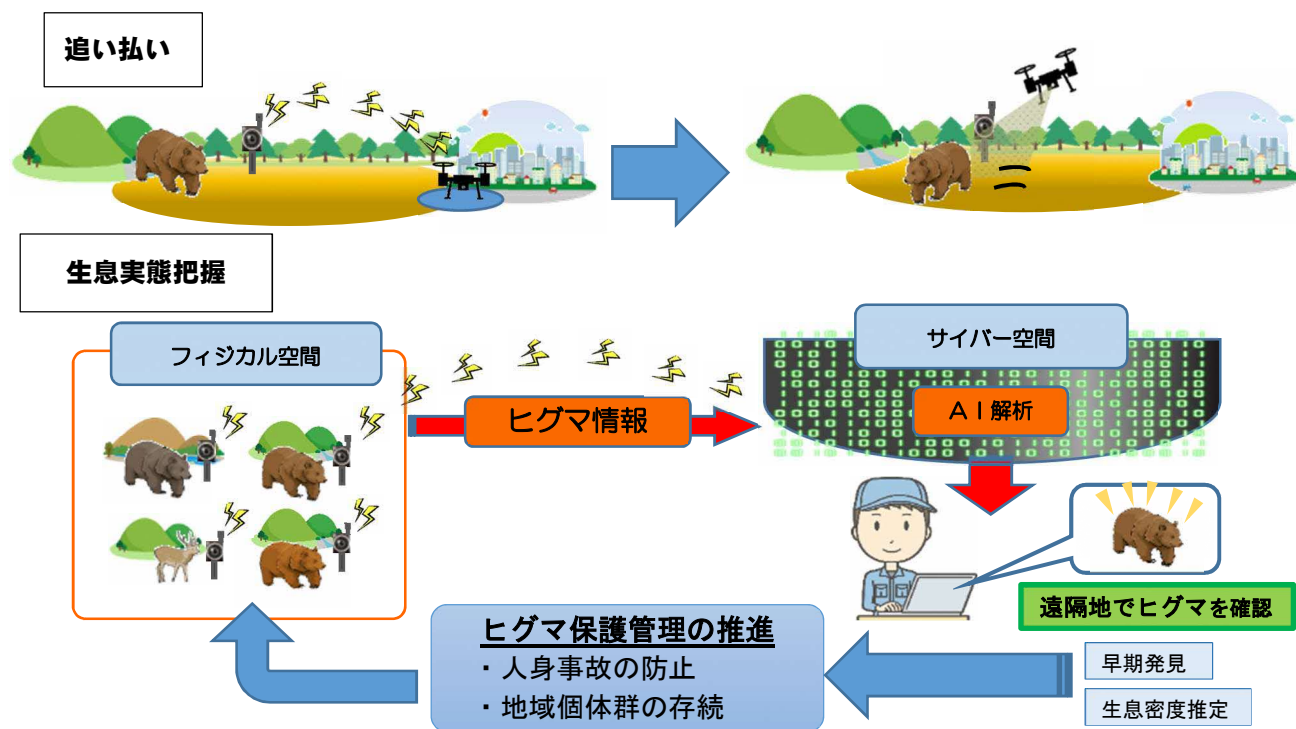 追い払い
生息実態把握
フィジカル空間
サイバー空間
ヒグマ情報
AI解析
遠隔地でヒグマを確認
ヒグマ保護管理の推進
・人身事故の防止
・地域個体群の存続
早期発見
生息密度推定